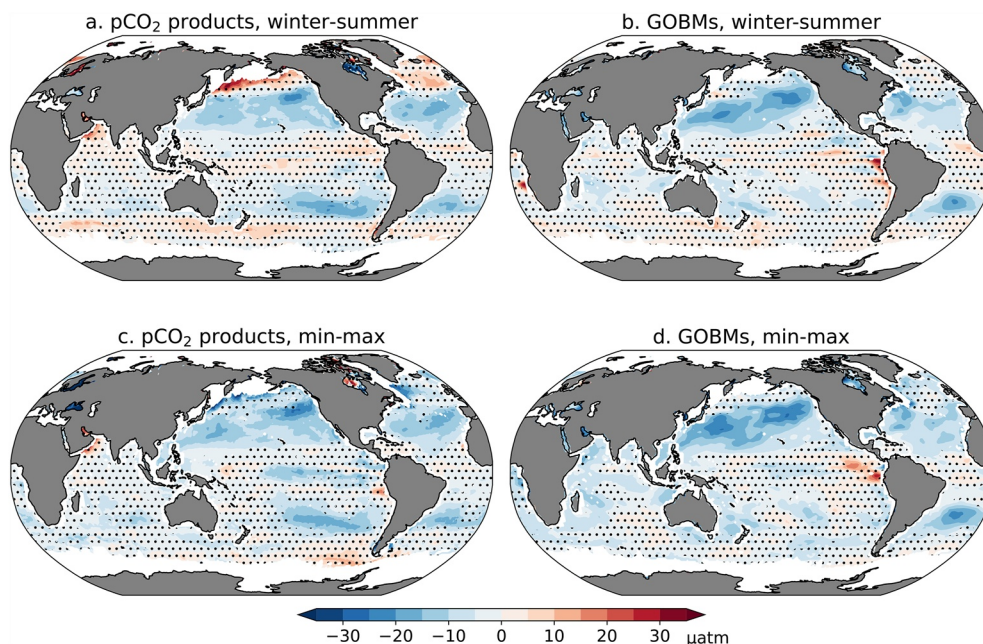 a. pCO₂ products, winter-summer
b. GOBMs, winter-summer
c. pCO₂ products, min-max
d. GOBMs, min-max
−30 −20 −10 0 10 20 30 µatm